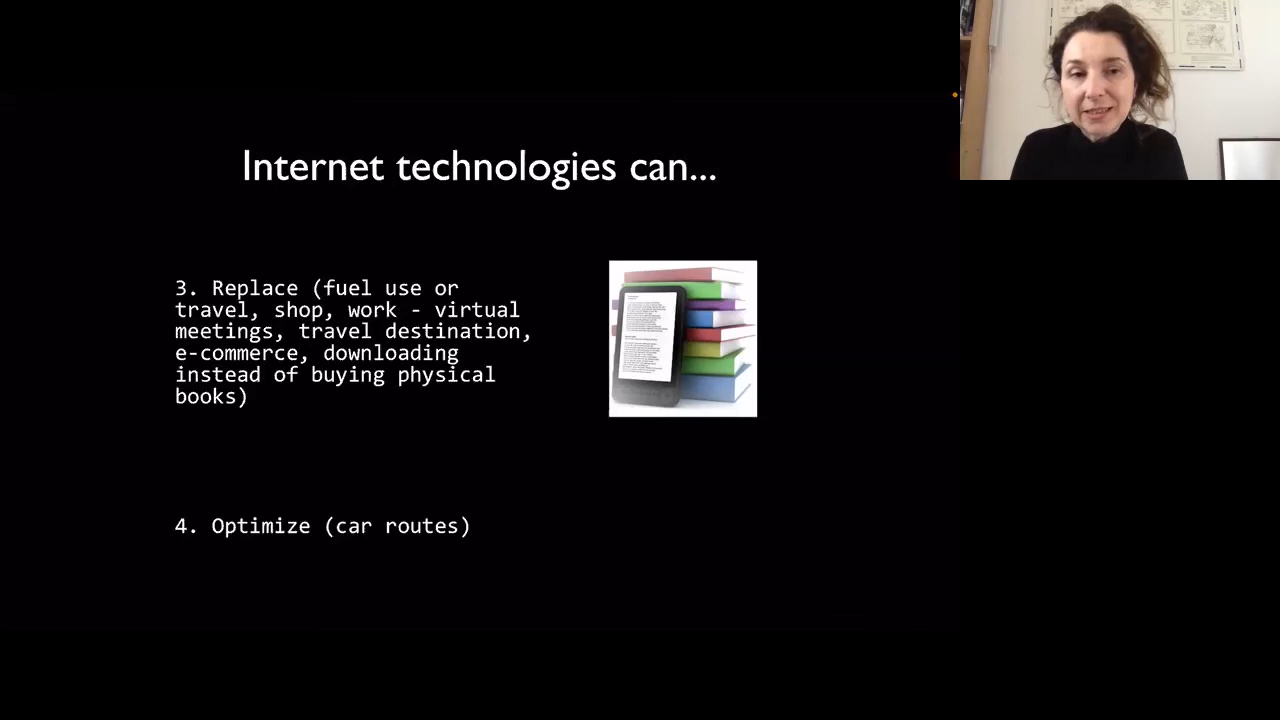 Internet technologies can...
3. Replace (fuel use or
travel, shop, work - virtual
meetings, travel destination,
e-commerce, downloading
instead of buying physical
books)
4. Optimize (car routes)